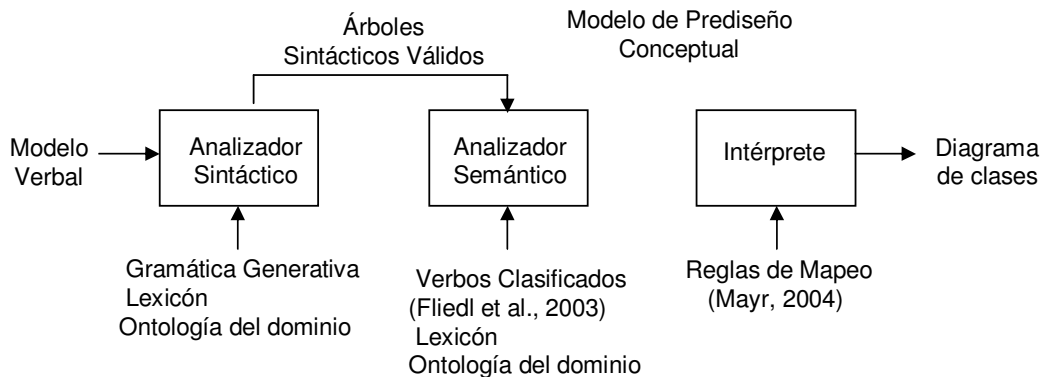 Árboles
Sintácticos Válidos
Modelo de Prediseño
Conceptual
Modelo
Verbal
Analizador
Sintáctico
Analizador
Semántico
Intérprete
Diagrama
de clases
Gramática Generativa
Lexicón
Ontología del dominio
Verbos Clasificados
(Fliedl et al., 2003)
Lexicón
Ontología del dominio
Reglas de Mapeo
(Mayr, 2004)